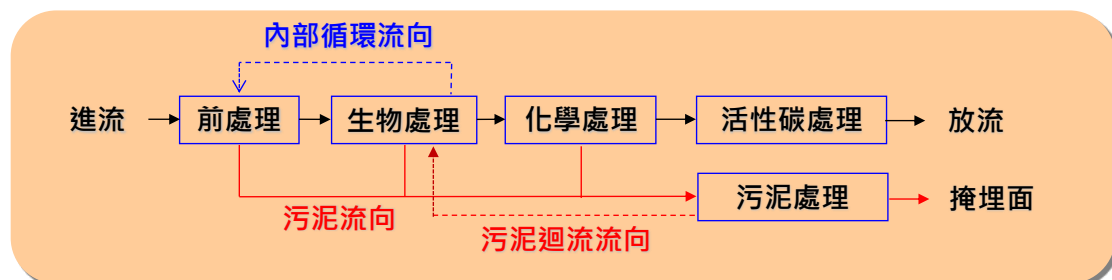 內部循環流向
進流
前處理
生物處理
化學處理
活性碳處理
放流
污泥處理
掩埋面
污泥流向
污泥迴流流向